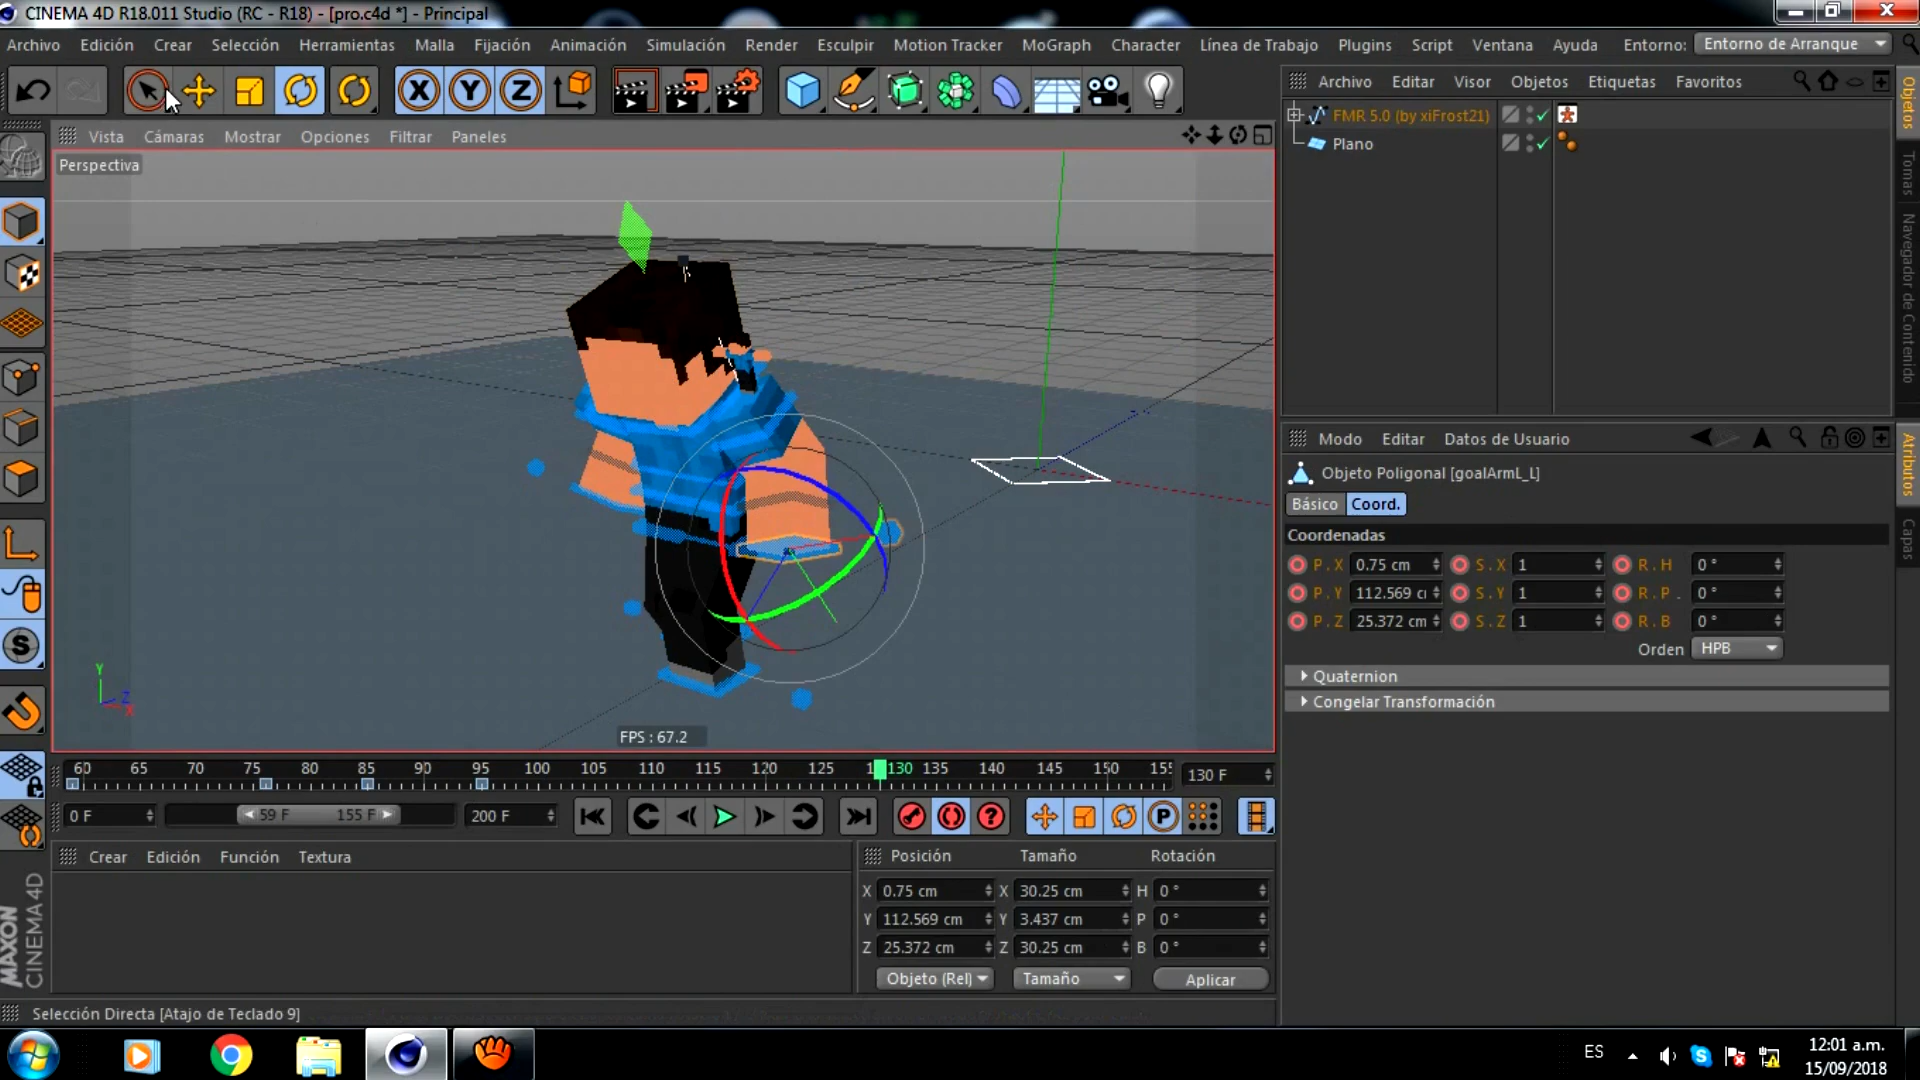 CINEMA 4D R18.011 Studio (RC - R18) - [pro.c4d *] - Principal
Archivo Edición Crear Selección Herramientas Malla Fijación Animación Simulación Render Esculpir Motion Tracker MoGraph Character Línea de Trabajo Plugins Script Ventana Ayuda Entorno: Entorno de Arranque
X Y Z
Archivo Editar Visor Objetos Etiquetas Favoritos
Vista Cámaras Mostrar Opciones Filtrar Paneles
Perspectiva
FMR 5.0 (by xiFrost21)
Plano
Objetos
Tomas
Navegador de Contenido
Modo Editar Datos de Usuario
Objeto Poligonal [goalArmL_L]
Básico Coord.
Coordenadas
P . X 0.75 cm S . X 1 R . H 0 °
P . Y 112.569 S . Y 1 R . P . 0 °
P . Z 25.372 cm S . Z 1 R . B 0 °
Orden HPB
Quaternion
Congelar Transformación
Atributos
Capas
S
Y
Z
X
FPS : 67.2
60 65 70 75 80 85 90 95 100 105 110 115 120 125 130 135 140 145 150 155 130 F
0 F 59 F 155 F 200 F P
Crear Edición Función Textura
Posición Tamaño Rotación
X 0.75 cm X 30.25 cm H 0 °
Y 112.569 cm Y 3.437 cm P 0 °
Z 25.372 cm Z 30.25 cm B 0 °
Objeto (Rel) Tamaño Aplicar
MAXON
CINEMA 4D
Selección Directa [Atajo de Teclado 9]
ES
12:01 a.m.
15/09/2018